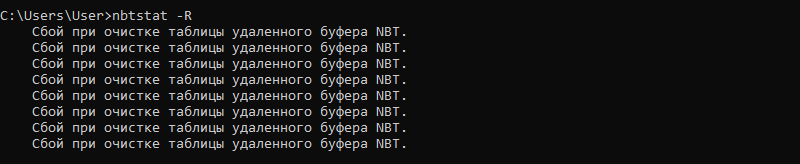 C:\Users\User>nbtstat -R
Сбой при очистке таблицы удаленного буфера NBT.
Сбой при очистке таблицы удаленного буфера NBT.
Сбой при очистке таблицы удаленного буфера NBT.
Сбой при очистке таблицы удаленного буфера NBT.
Сбой при очистке таблицы удаленного буфера NBT.
Сбой при очистке таблицы удаленного буфера NBT.
Сбой при очистке таблицы удаленного буфера NBT.
Сбой при очистке таблицы удаленного буфера NBT.